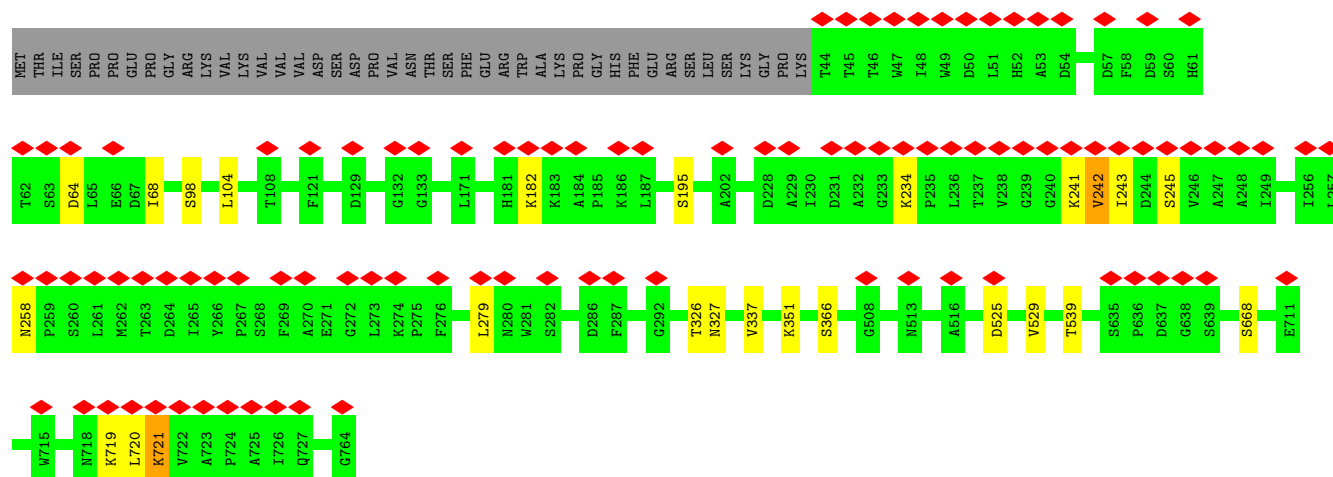 MET THR ILE SER PRO PRO GLU PRO GLY ARG LYS VAL LYS VAL VAL VAL ASP SER ASP PRO VAL ASN THR SER PHE GLU ARG TRP ALA LYS PRO GLY HIS PHE GLU ARG SER LEU SER LYS GLY PRO LYS T44 T45 T46 W47 I48 W49 D50 L51 H52 A53 D54 D57 F58 D59 S60 H61
T62 S63 D64 L65 E66 D67 I68 S98 L104 T108 F121 D129 G132 G133 L171 H181 K182 K183 A184 P185 K186 L187 S195 A202 D228 A229 I230 D231 A232 G233 K234 P235 L236 T237 V238 G239 G240 K241 V242 I243 D244 S245 V246 A247 A248 I249 I256 L257
N258 P259 S260 L261 M262 T263 D264 I265 Y266 P267 S268 F269 A270 E271 G272 L273 K274 P275 F276 L279 N280 W281 S282 D286 F287 G292 T326 N327 V337 K351 S366 G508 N513 A516 D525 V529 T539 S635 P636 D637 G638 S639 S668 E711
W715 N718 K719 L720 K721 V722 A723 P724 A725 I726 Q727 G764